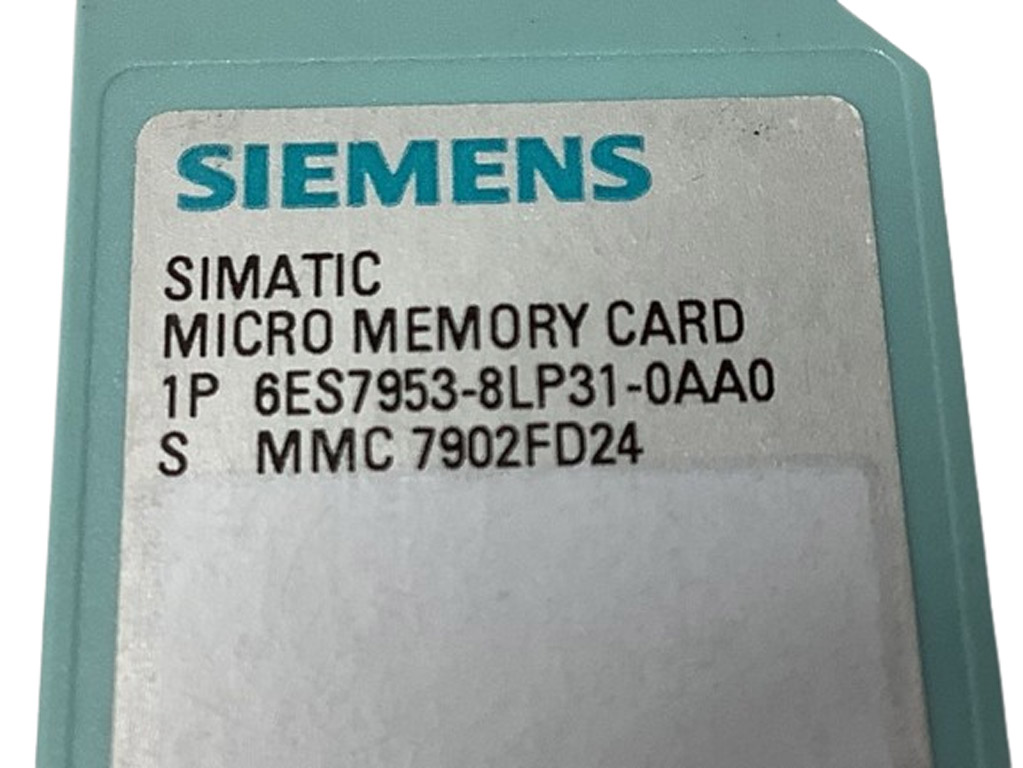 SIEMENS
SIMATIC
MICRO MEMORY CARD
1P 6ES7953-8LP31-0AA0
S MMC 7902FD24